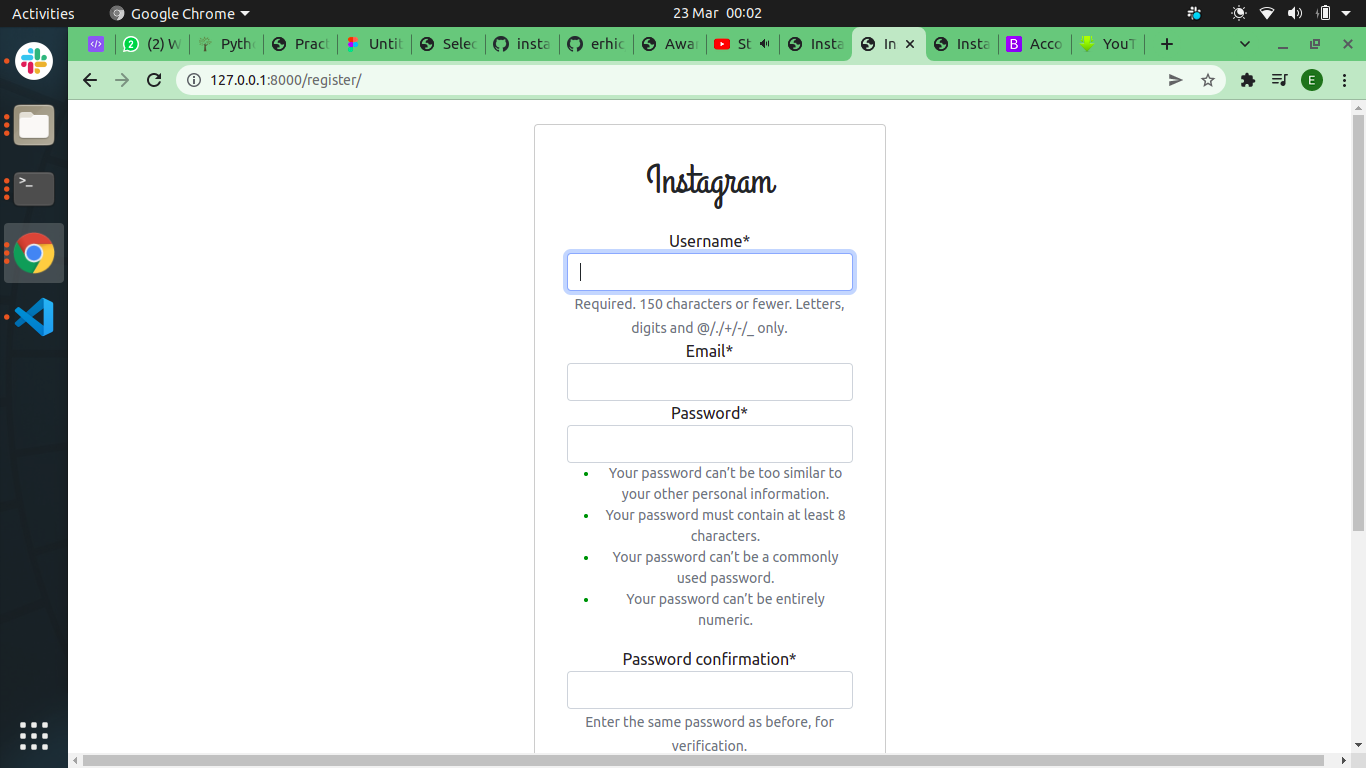 Activities
Google Chrome
23 Mar 00:02
(2) W
Pyth
Pract
Untit
Selec
insta
erhic
Awar
St
Insta
In
Insta
Acco
YouT
127.0.0.1:8000/register/
E
Instagram
Username*
Required. 150 characters or fewer. Letters,
digits and @/./+/-/_ only.
Email*
Password*
• Your password can’t be too similar to
your other personal information.
• Your password must contain at least 8
characters.
• Your password can’t be a commonly
used password.
• Your password can’t be entirely
numeric.
Password confirmation*
Enter the same password as before, for
verification.